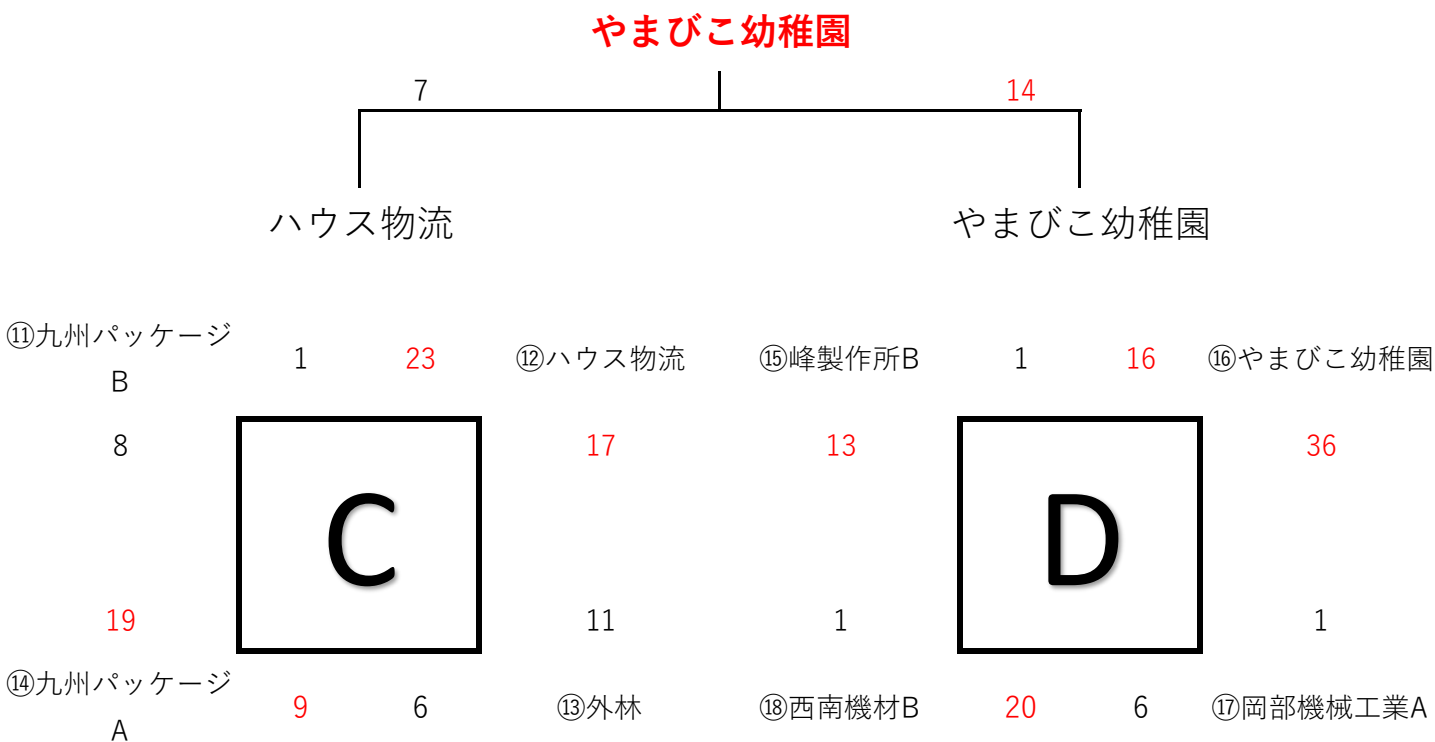 やまびこ幼稚園
7 14
ハウス物流 やまびこ幼稚園
⑪九州パッケージ
B
1 23 ⑫ハウス物流 ⑮峰製作所B 1 16 ⑯やまびこ幼稚園
8 17 13 36
C D
19 11 1 1
⑭九州パッケージ
A
9 6 ⑬外林 ⑱西南機材B 20 6 ⑰岡部機械工業A